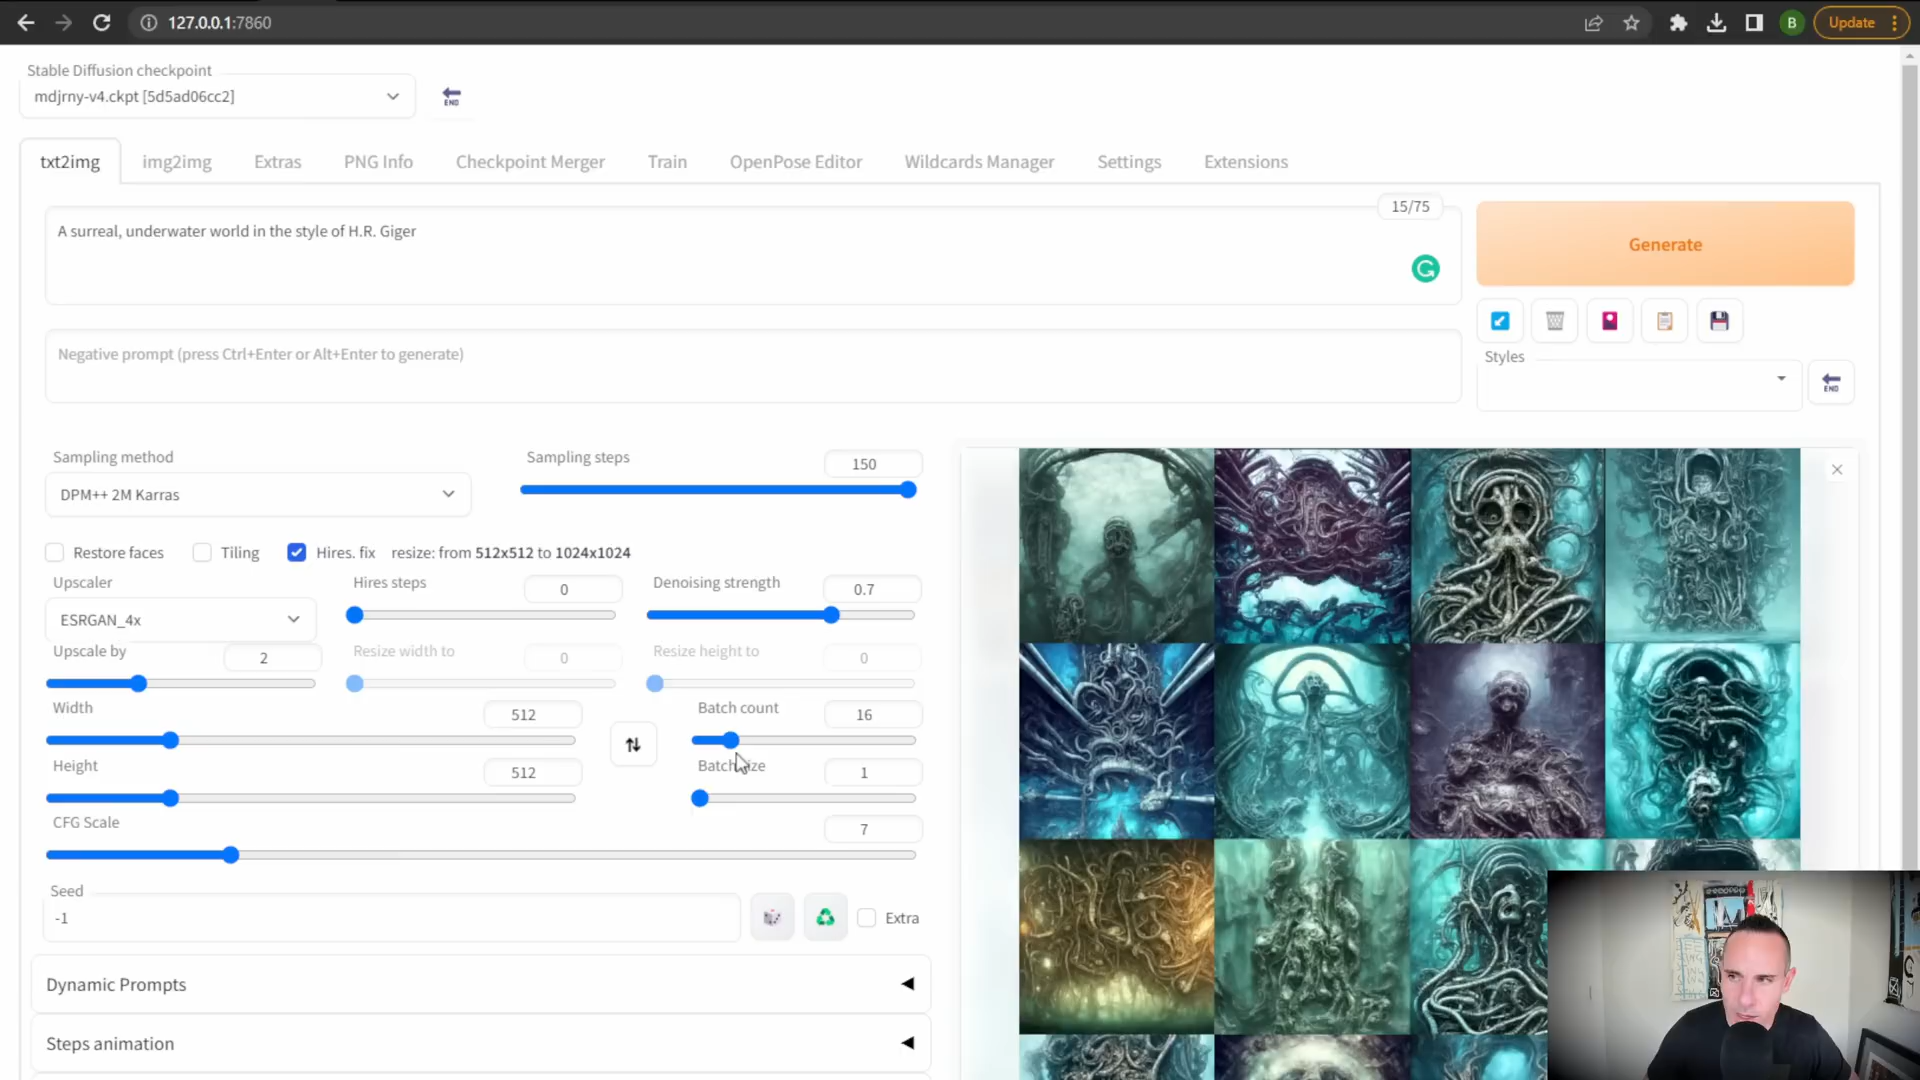 127.0.0.1:7860
B
Update
Stable Diffusion checkpoint
mdjrny-v4.ckpt [5d5ad06cc2]
END
txt2img
img2img
Extras
PNG Info
Checkpoint Merger
Train
OpenPose Editor
Wildcards Manager
Settings
Extensions
15/75
A surreal, underwater world in the style of H.R. Giger
Generate
Negative prompt (press Ctrl+Enter or Alt+Enter to generate)
Styles
END
Sampling method
DPM++ 2M Karras
Sampling steps
150
Restore faces
Tiling
Hires. fix
resize: from 512x512 to 1024x1024
Upscaler
ESRGAN_4x
Hires steps
0
Denoising strength
0.7
Upscale by
2
Resize width to
0
Resize height to
0
Width
512
Batch count
16
Height
512
Batch size
1
CFG Scale
7
Seed
-1
Extra
Dynamic Prompts
Steps animation